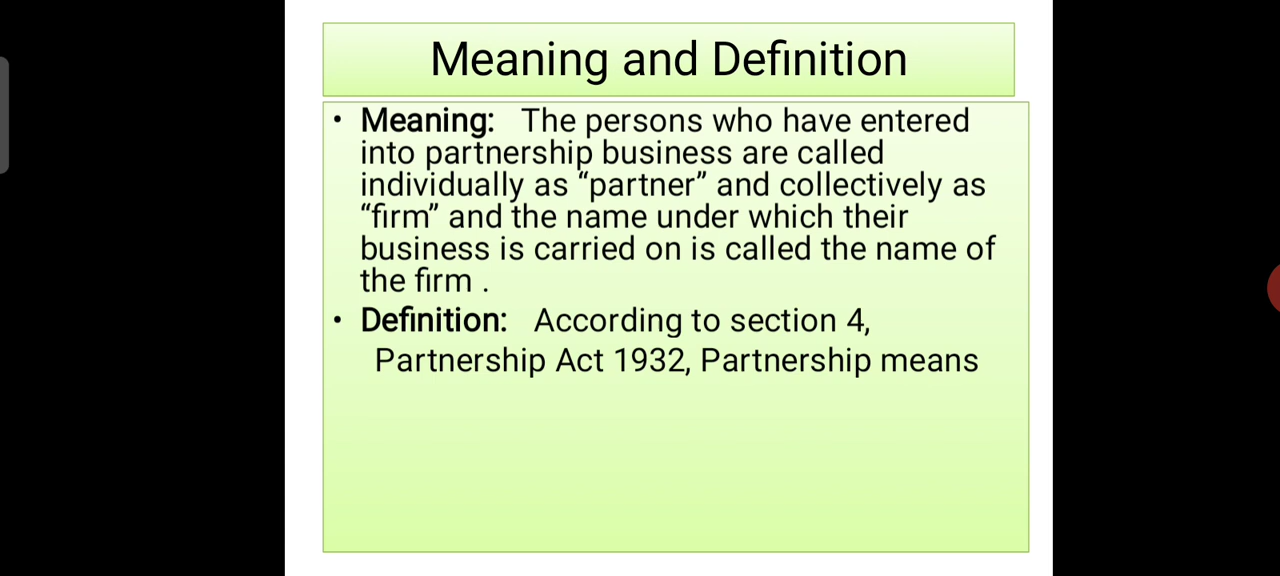 Meaning and Definition
• Meaning: The persons who have entered
into partnership business are called
individually as “partner” and collectively as
“firm” and the name under which their
business is carried on is called the name of
the firm .
• Definition: According to section 4,
Partnership Act 1932, Partnership means